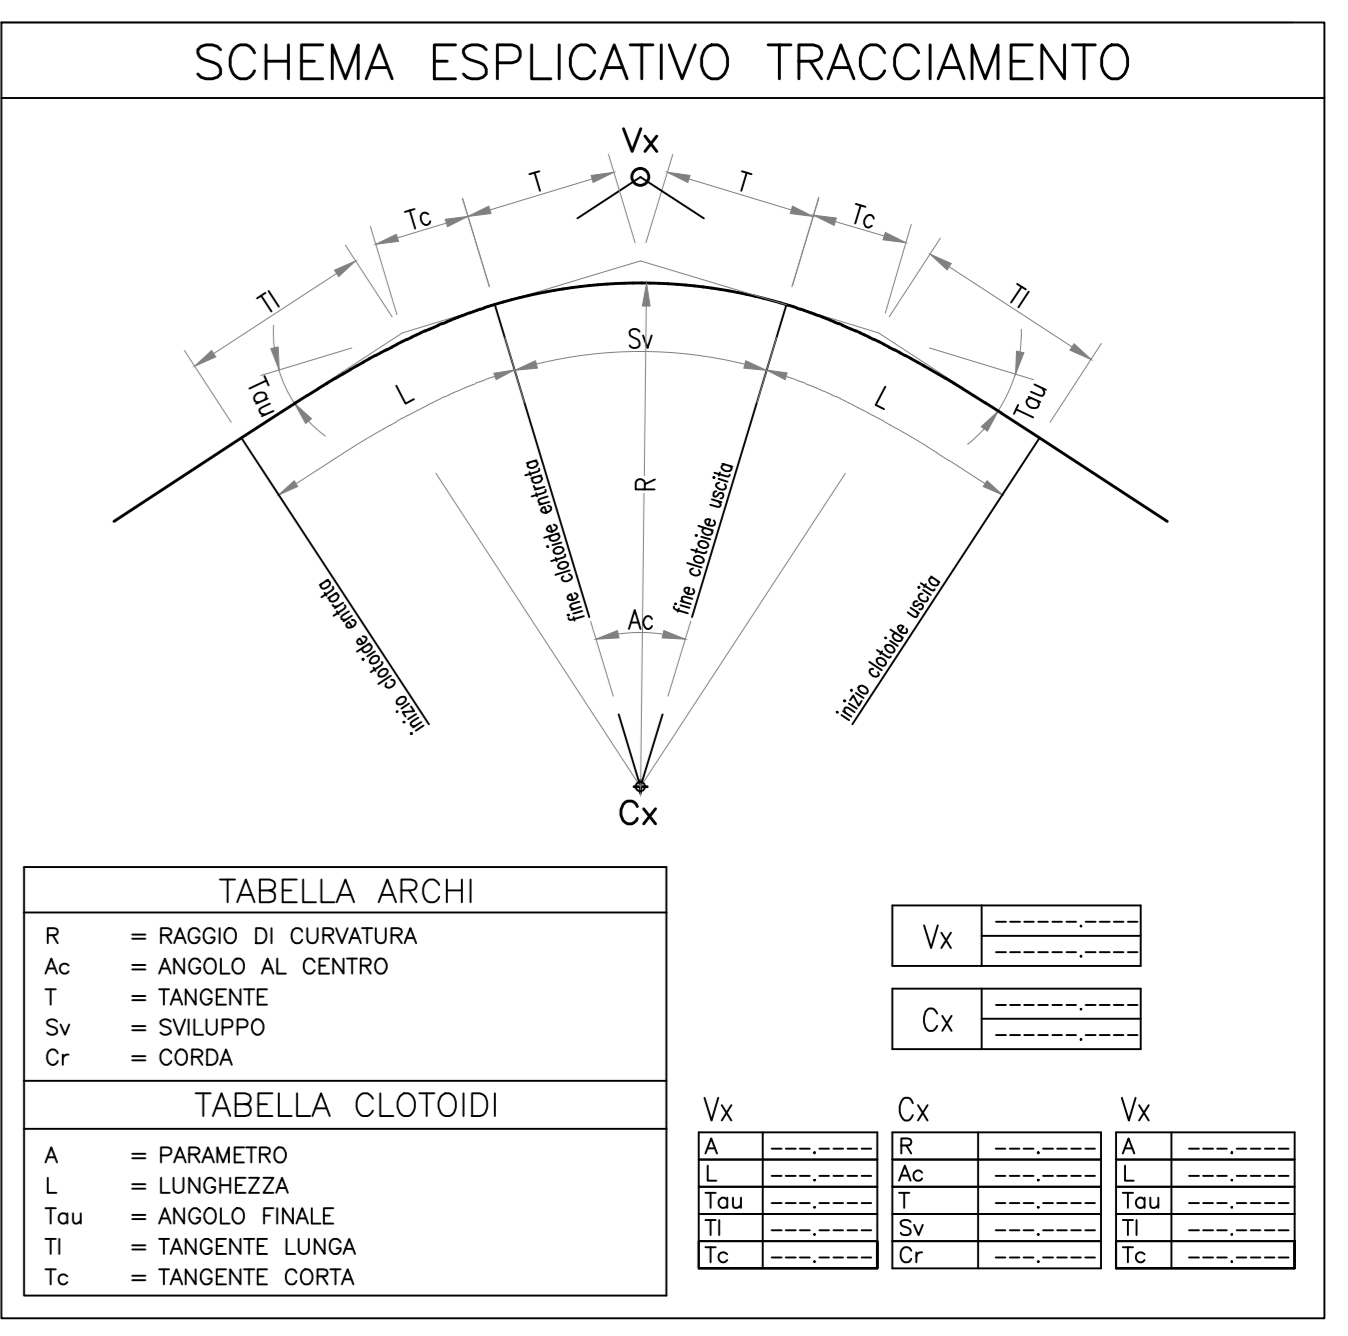 SCHEMA ESPLICATIVO TRACCIAMENTO
Vx
T T
Tc Tc
Tl Tl
Sv
Tau Tau
L L
R
fine clotoide entrata
fine clotoide uscita
inizio clotoide entrata
inizio clotoide uscita
Ac
Cx
TABELLA ARCHI
R = RAGGIO DI CURVATURA
Ac = ANGOLO AL CENTRO
T = TANGENTE
Sv = SVILUPPO
Cr = CORDA
TABELLA CLOTOIDI
A = PARAMETRO
L = LUNGHEZZA
Tau = ANGOLO FINALE
Tl = TANGENTE LUNGA
Tc = TANGENTE CORTA
Vx ------.----
------.----
Cx ------.----
------.----
Vx Cx Vx
A ---.---- R ---.---- A ---.----
L ---.---- Ac ---.---- L ---.----
Tau ---.---- T ---.---- Tau ---.----
Tl ---.---- Sv ---.---- Tl ---.----
Tc ---.---- Cr ---.---- Tc ---.----